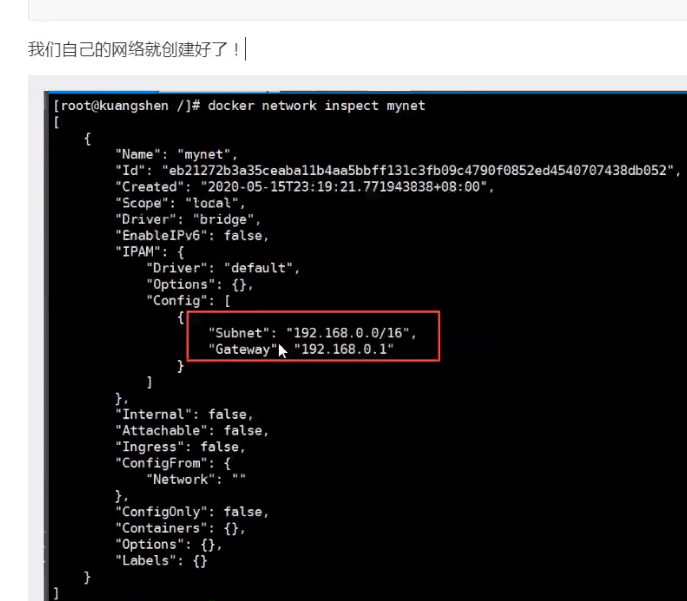 我们自己的网络就创建好了！
[root@kuangshen /]# docker network inspect mynet
[
    {
        "Name": "mynet",
        "Id": "eb21272b3a35ceaba11b4aa5bbff131c3fb09c4790f0852ed4540707438db052",
        "Created": "2020-05-15T23:19:21.771943838+08:00",
        "Scope": "local",
        "Driver": "bridge",
        "EnableIPv6": false,
        "IPAM": {
            "Driver": "default",
            "Options": {},
            "Config": [
                {
                    "Subnet": "192.168.0.0/16",
                    "Gateway": "192.168.0.1"
                }
            ]
        },
        "Internal": false,
        "Attachable": false,
        "Ingress": false,
        "ConfigFrom": {
            "Network": ""
        },
        "ConfigOnly": false,
        "Containers": {},
        "Options": {},
        "Labels": {}
    }
]